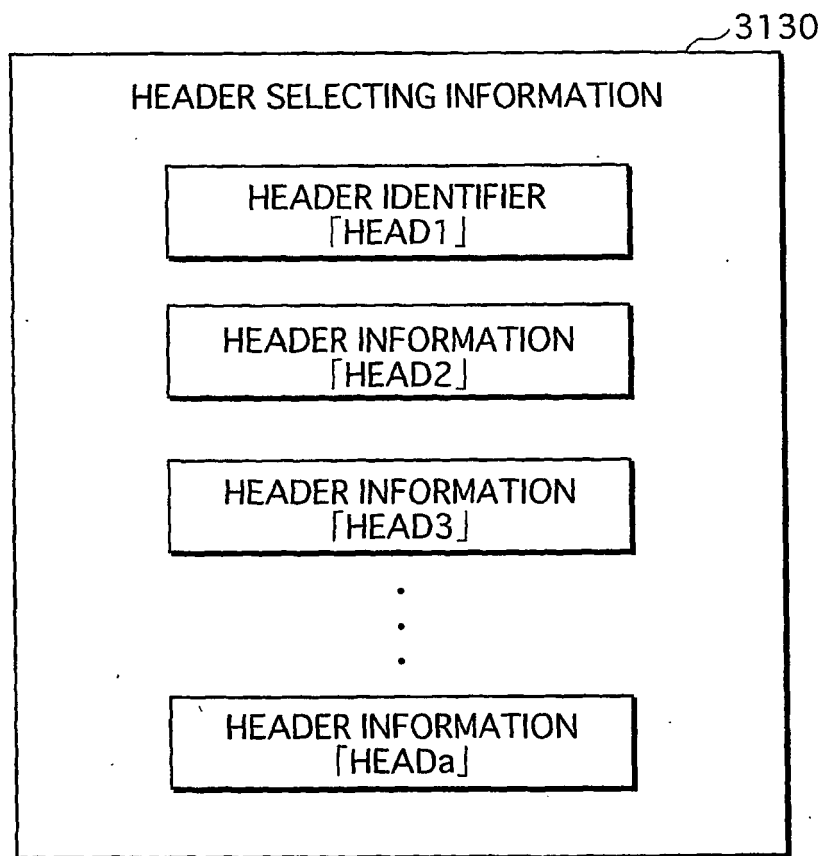 3130
HEADER SELECTING INFORMATION
HEADER IDENTIFIER
「HEAD1」
HEADER INFORMATION
「HEAD2」
HEADER INFORMATION
「HEAD3」
HEADER INFORMATION
「HEADa」